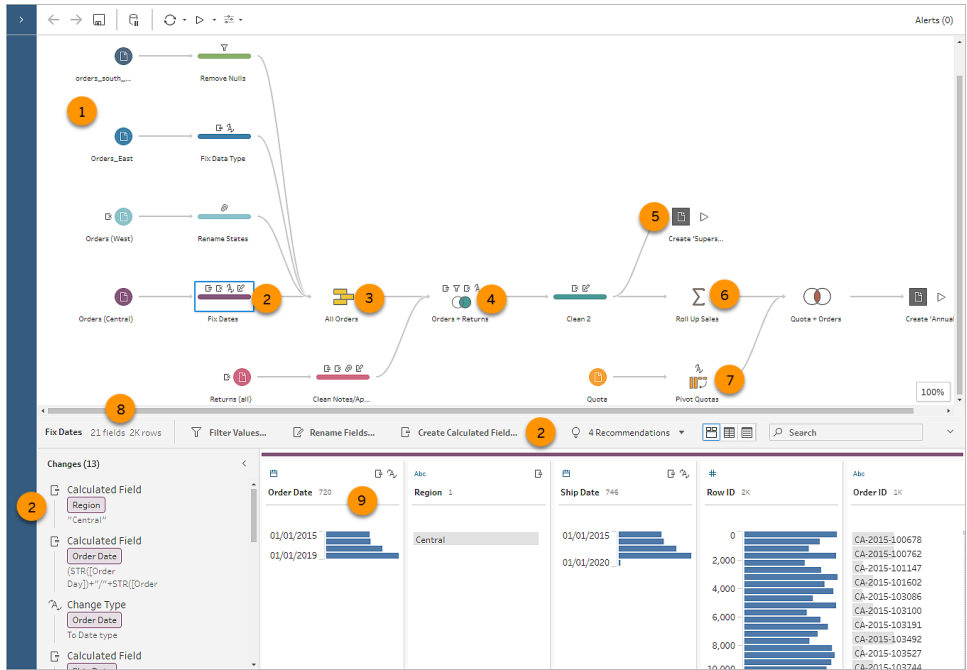 Alerts (0)
orders_south_...
Remove Nulls
1
Orders_East
Fix Data Type
Orders (West)
Rename States
5
Create 'Supers...
Orders (Central)
Fix Dates
2
3
All Orders
4
Orders + Returns
Clean 2
6
Roll Up Sales
Quota + Orders
Create 'Annual
Returns (all)
Clean Notes/Ap...
Quota
7
Pivot Quotas
100%
8
Fix Dates 21 fields 2K rows
Filter Values...
Rename Fields...
Create Calculated Field...
2
4 Recommendations
Search
Changes (13)
2
Calculated Field
Region
"Central"
Calculated Field
Order Date
(STR([Order
Day])+"/"+STR([Order
Change Type
Order Date
To Date type
Calculated Field
Order Date 720
9
01/01/2015
01/01/2019
Abc
Region 1
Central
Ship Date 746
01/01/2015
01/01/2020
#
Row ID 2K
0
2,000
4,000
6,000
8,000
10,000
Abc
Order ID 1K
CA-2015-100678
CA-2015-100762
CA-2015-101147
CA-2015-101602
CA-2015-103086
CA-2015-103100
CA-2015-103191
CA-2015-103492
CA-2015-103527
CA-2015-103744